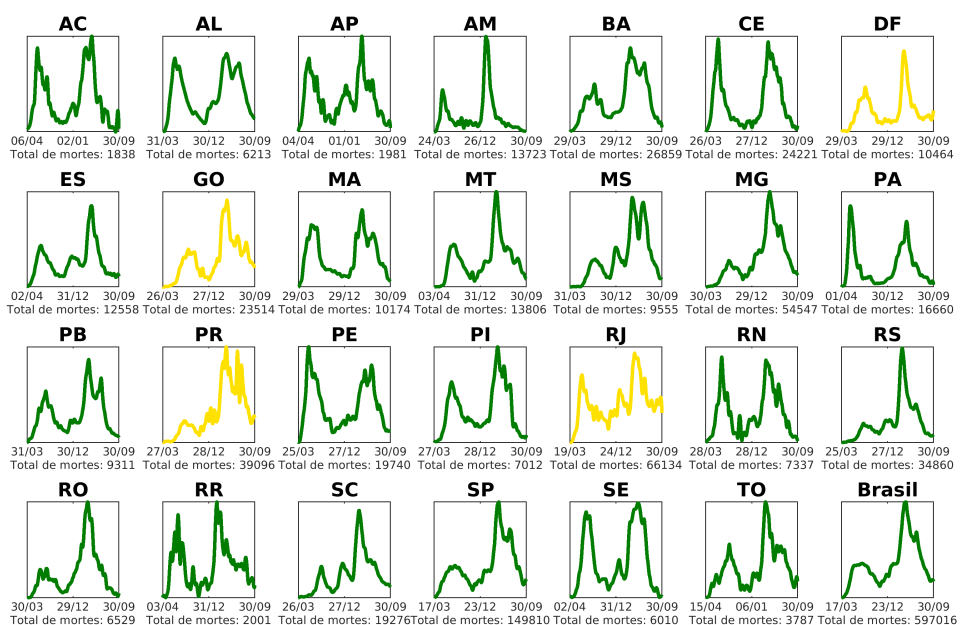 AC AL AP AM BA CE DF
06/04 02/01 30/09 31/03 30/12 30/09 04/04 01/01 30/09 24/03 26/12 30/09 29/03 29/12 30/09 26/03 27/12 30/09 29/03 29/12 30/09
Total de mortes: 1838 Total de mortes: 6213 Total de mortes: 1981 Total de mortes: 13723 Total de mortes: 26859 Total de mortes: 24221 Total de mortes: 10464
ES GO MA MT MS MG PA
02/04 31/12 30/09 26/03 27/12 30/09 29/03 29/12 30/09 03/04 31/12 30/09 31/03 30/12 30/09 30/03 29/12 30/09 01/04 30/12 30/09
Total de mortes: 12558 Total de mortes: 23514 Total de mortes: 10174 Total de mortes: 13806 Total de mortes: 9555 Total de mortes: 54547 Total de mortes: 16660
PB PR PE PI RJ RN RS
31/03 30/12 30/09 27/03 28/12 30/09 25/03 27/12 30/09 27/03 28/12 30/09 19/03 24/12 30/09 28/03 28/12 30/09 25/03 27/12 30/09
Total de mortes: 9311 Total de mortes: 39096 Total de mortes: 19740 Total de mortes: 7012 Total de mortes: 66134 Total de mortes: 7337 Total de mortes: 34860
RO RR SC SP SE TO Brasil
30/03 29/12 30/09 03/04 31/12 30/09 26/03 27/12 30/09 17/03 23/12 30/09 02/04 31/12 30/09 15/04 06/01 30/09 17/03 23/12 30/09
Total de mortes: 6529 Total de mortes: 2001 Total de mortes: 19276 Total de mortes: 149810 Total de mortes: 6010 Total de mortes: 3787 Total de mortes: 597016